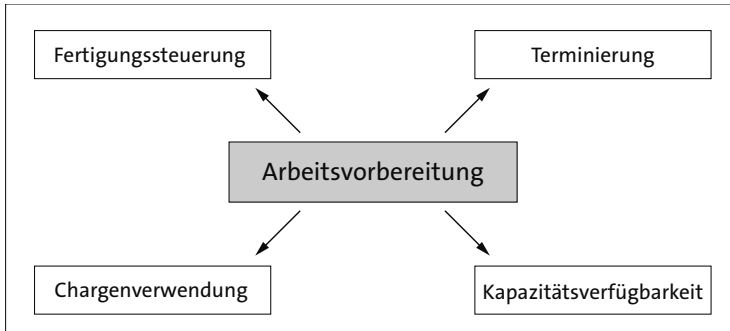 Fertigungssteuerung
Terminierung
Arbeitsvorbereitung
Chargenverwendung
Kapazitätsverfügbarkeit